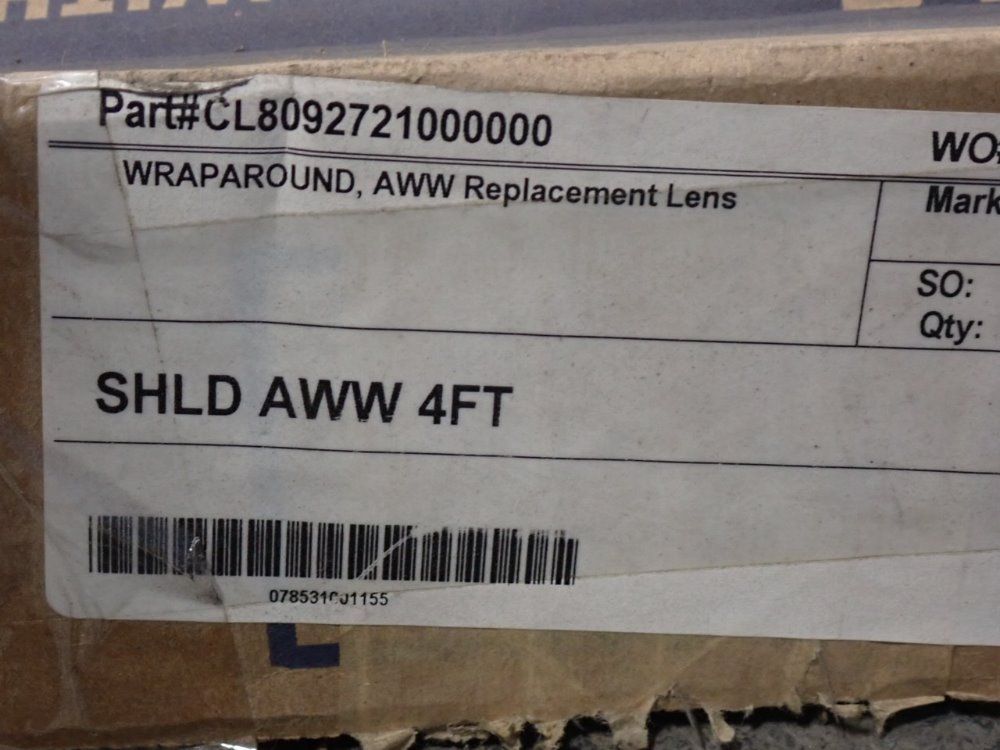 Part#CL8092721000000
WO#
WRAPAROUND, AWW Replacement Lens
Mark
SO:
Qty:
SHLD AWW 4FT